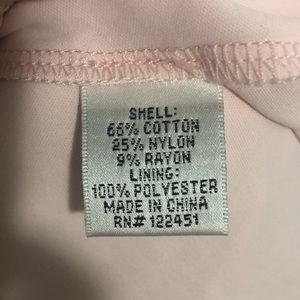 SHELL:
66% COTTON
25% NYLON
9% RAYON
LINING:
100% POLYESTER
MADE IN CHINA
RN# 122451